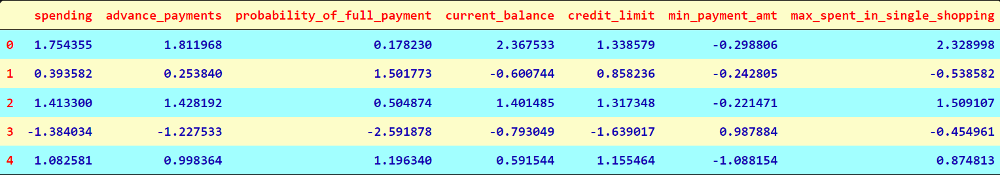 spending advance_payments probability_of_full_payment current_balance credit_limit min_payment_amt max_spent_in_single_shopping
0 1.754355 1.811968 0.178230 2.367533 1.338579 -0.298806 2.328998
1 0.393582 0.253840 1.501773 -0.600744 0.858236 -0.242805 -0.538582
2 1.413300 1.428192 0.504874 1.401485 1.317348 -0.221471 1.509107
3 -1.384034 -1.227533 -2.591878 -0.793049 -1.639017 0.987884 -0.454961
4 1.082581 0.998364 1.196340 0.591544 1.155464 -1.088154 0.874813